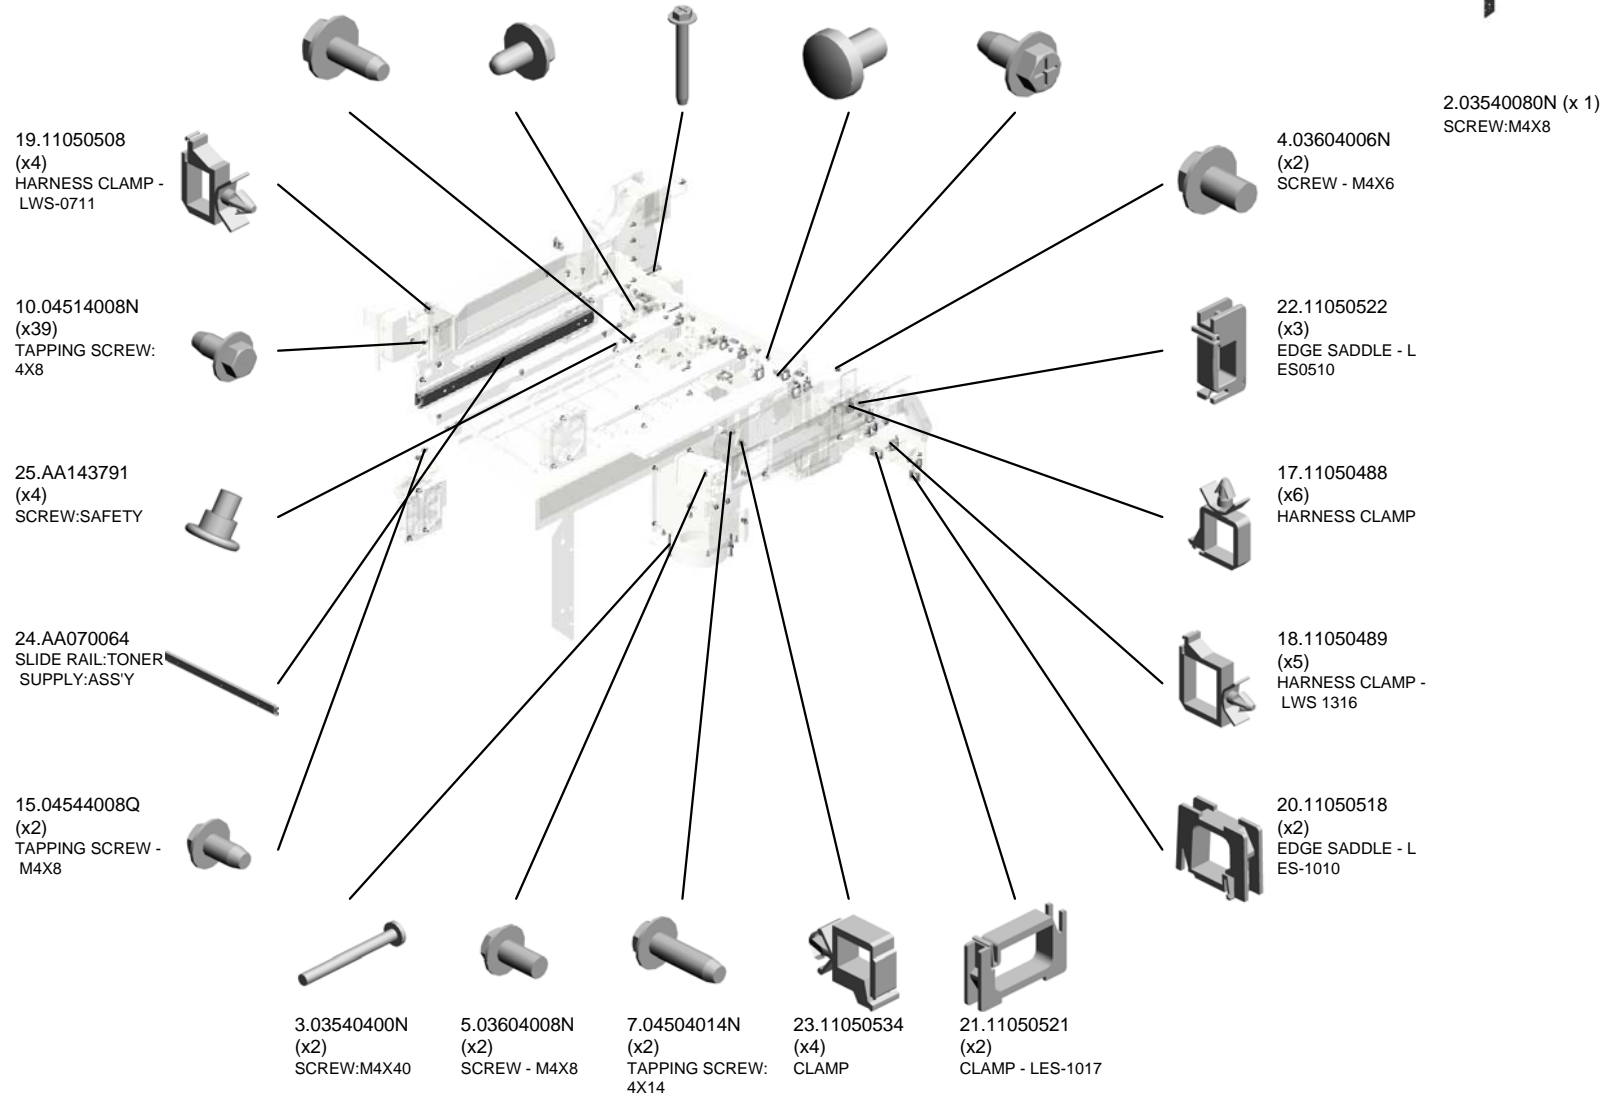 2.03540080N (x 1)
SCREW:M4X8
19.11050508
(x4)
HARNESS CLAMP -
LWS-0711
10.04514008N
(x39)
TAPPING SCREW:
4X8
25.AA143791
(x4)
SCREW:SAFETY
24.AA070064
SLIDE RAIL:TONER
SUPPLY:ASS'Y
15.04544008Q
(x2)
TAPPING SCREW -
M4X8
4.03604006N
(x2)
SCREW - M4X6
22.11050522
(x3)
EDGE SADDLE - L
ES0510
17.11050488
(x6)
HARNESS CLAMP
18.11050489
(x5)
HARNESS CLAMP -
LWS 1316
20.11050518
(x2)
EDGE SADDLE - L
ES-1010
3.03540400N
(x2)
SCREW:M4X40
5.03604008N
(x2)
SCREW - M4X8
7.04504014N
(x2)
TAPPING SCREW:
4X14
23.11050534
(x4)
CLAMP
21.11050521
(x2)
CLAMP - LES-1017